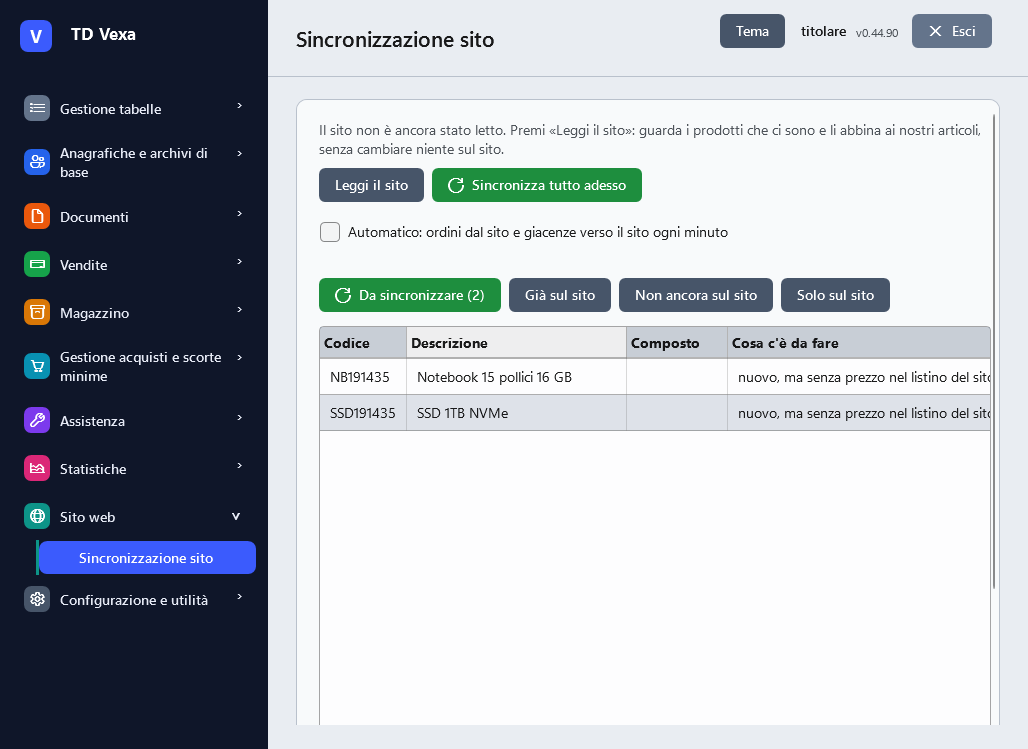 V
TD Vexa
Gestione tabelle
Anagrafiche e archivi di
base
Documenti
Vendite
Magazzino
Gestione acquisti e scorte
minime
Assistenza
Statistiche
Sito web
Sincronizzazione sito
Configurazione e utilità
Sincronizzazione sito
Tema
titolare
v0.44.90
Esci
Il sito non è ancora stato letto. Premi «Leggi il sito»: guarda i prodotti che ci sono e li abbina ai nostri articoli,
senza cambiare niente sul sito.
Leggi il sito
Sincronizza tutto adesso
Automatico: ordini dal sito e giacenze verso il sito ogni minuto
Da sincronizzare (2)
Già sul sito
Non ancora sul sito
Solo sul sito
Codice Descrizione Composto Cosa c'è da fare
NB191435 Notebook 15 pollici 16 GB nuovo, ma senza prezzo nel listino del
SSD191435 SSD 1TB NVMe nuovo, ma senza prezzo nel listino del